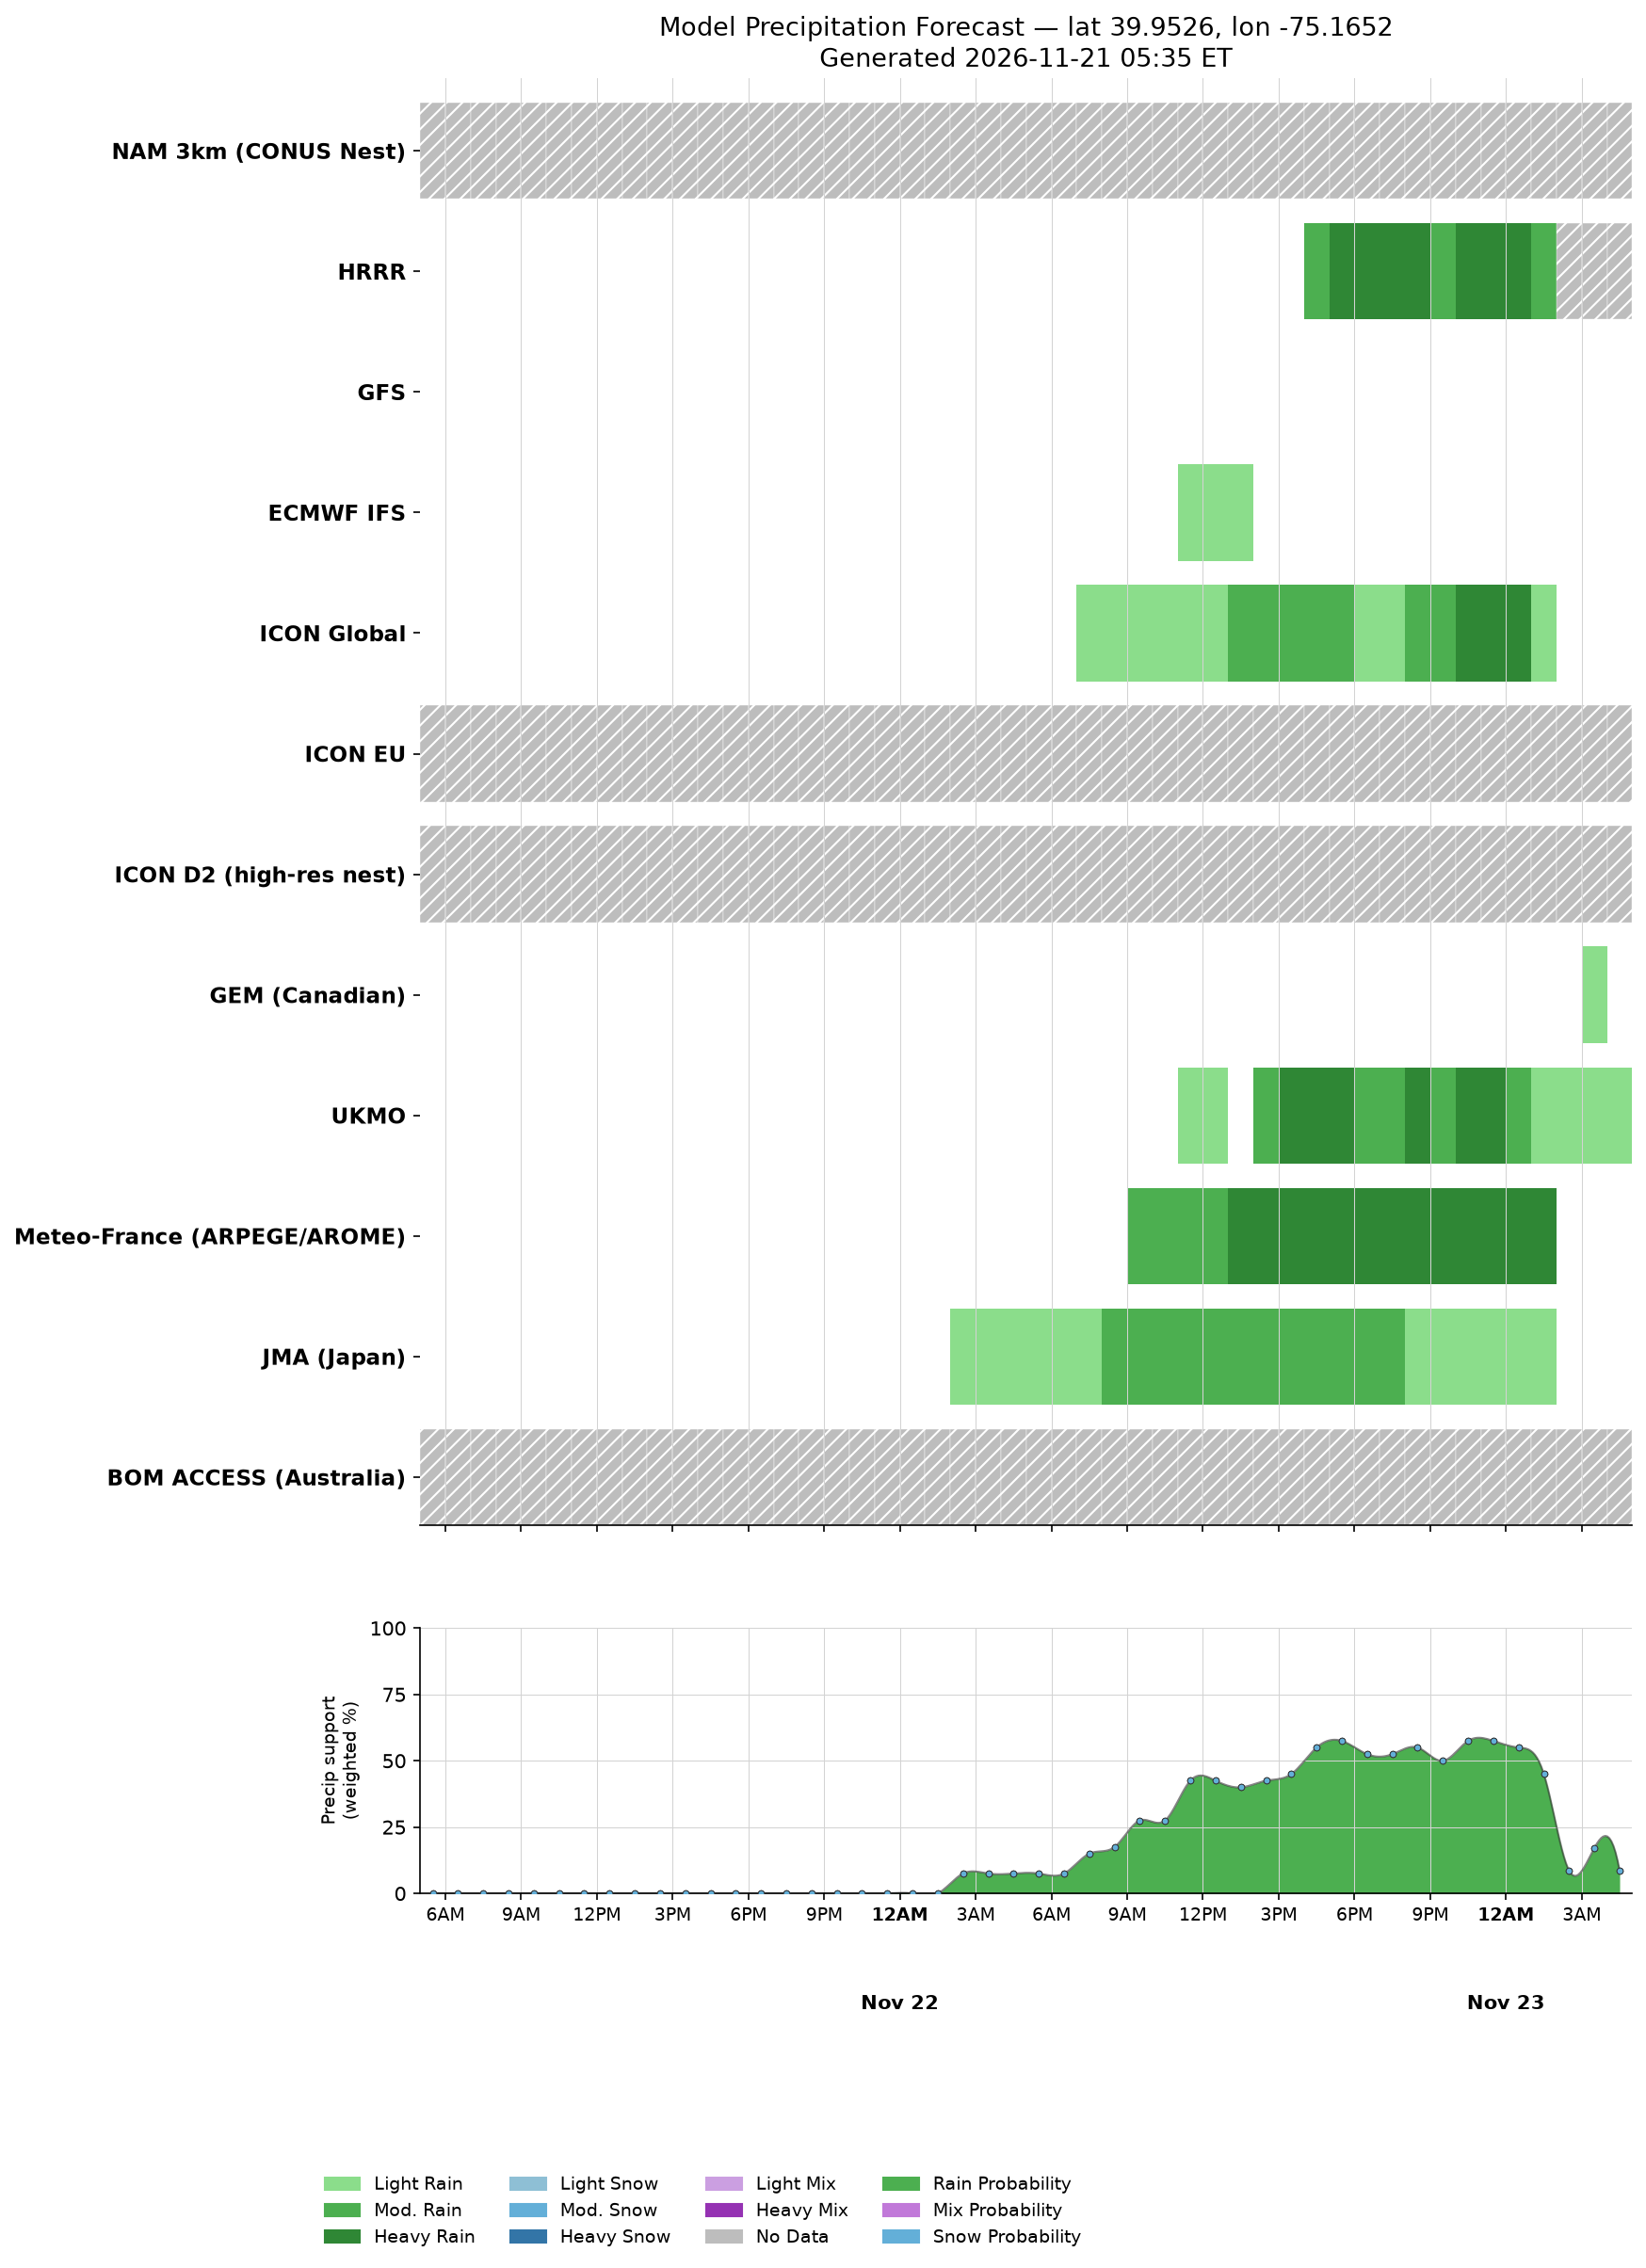 Model Precipitation Forecast — lat 39.9526, lon -75.1652
Generated 2026-11-21 05:35 ET
NAM 3km (CONUS Nest)
HRRR
GFS
ECMWF IFS
ICON Global
ICON EU
ICON D2 (high-res nest)
GEM (Canadian)
UKMO
Meteo-France (ARPEGE/AROME)
JMA (Japan)
BOM ACCESS (Australia)
Precip support
(weighted %)
100
75
50
25
0
6AM 9AM 12PM 3PM 6PM 9PM 12AM 3AM 6AM 9AM 12PM 3PM 6PM 9PM 12AM 3AM
Nov 22 Nov 23
Light Rain Light Snow Light Mix Rain Probability
Mod. Rain Mod. Snow Heavy Mix Mix Probability
Heavy Rain Heavy Snow No Data Snow Probability